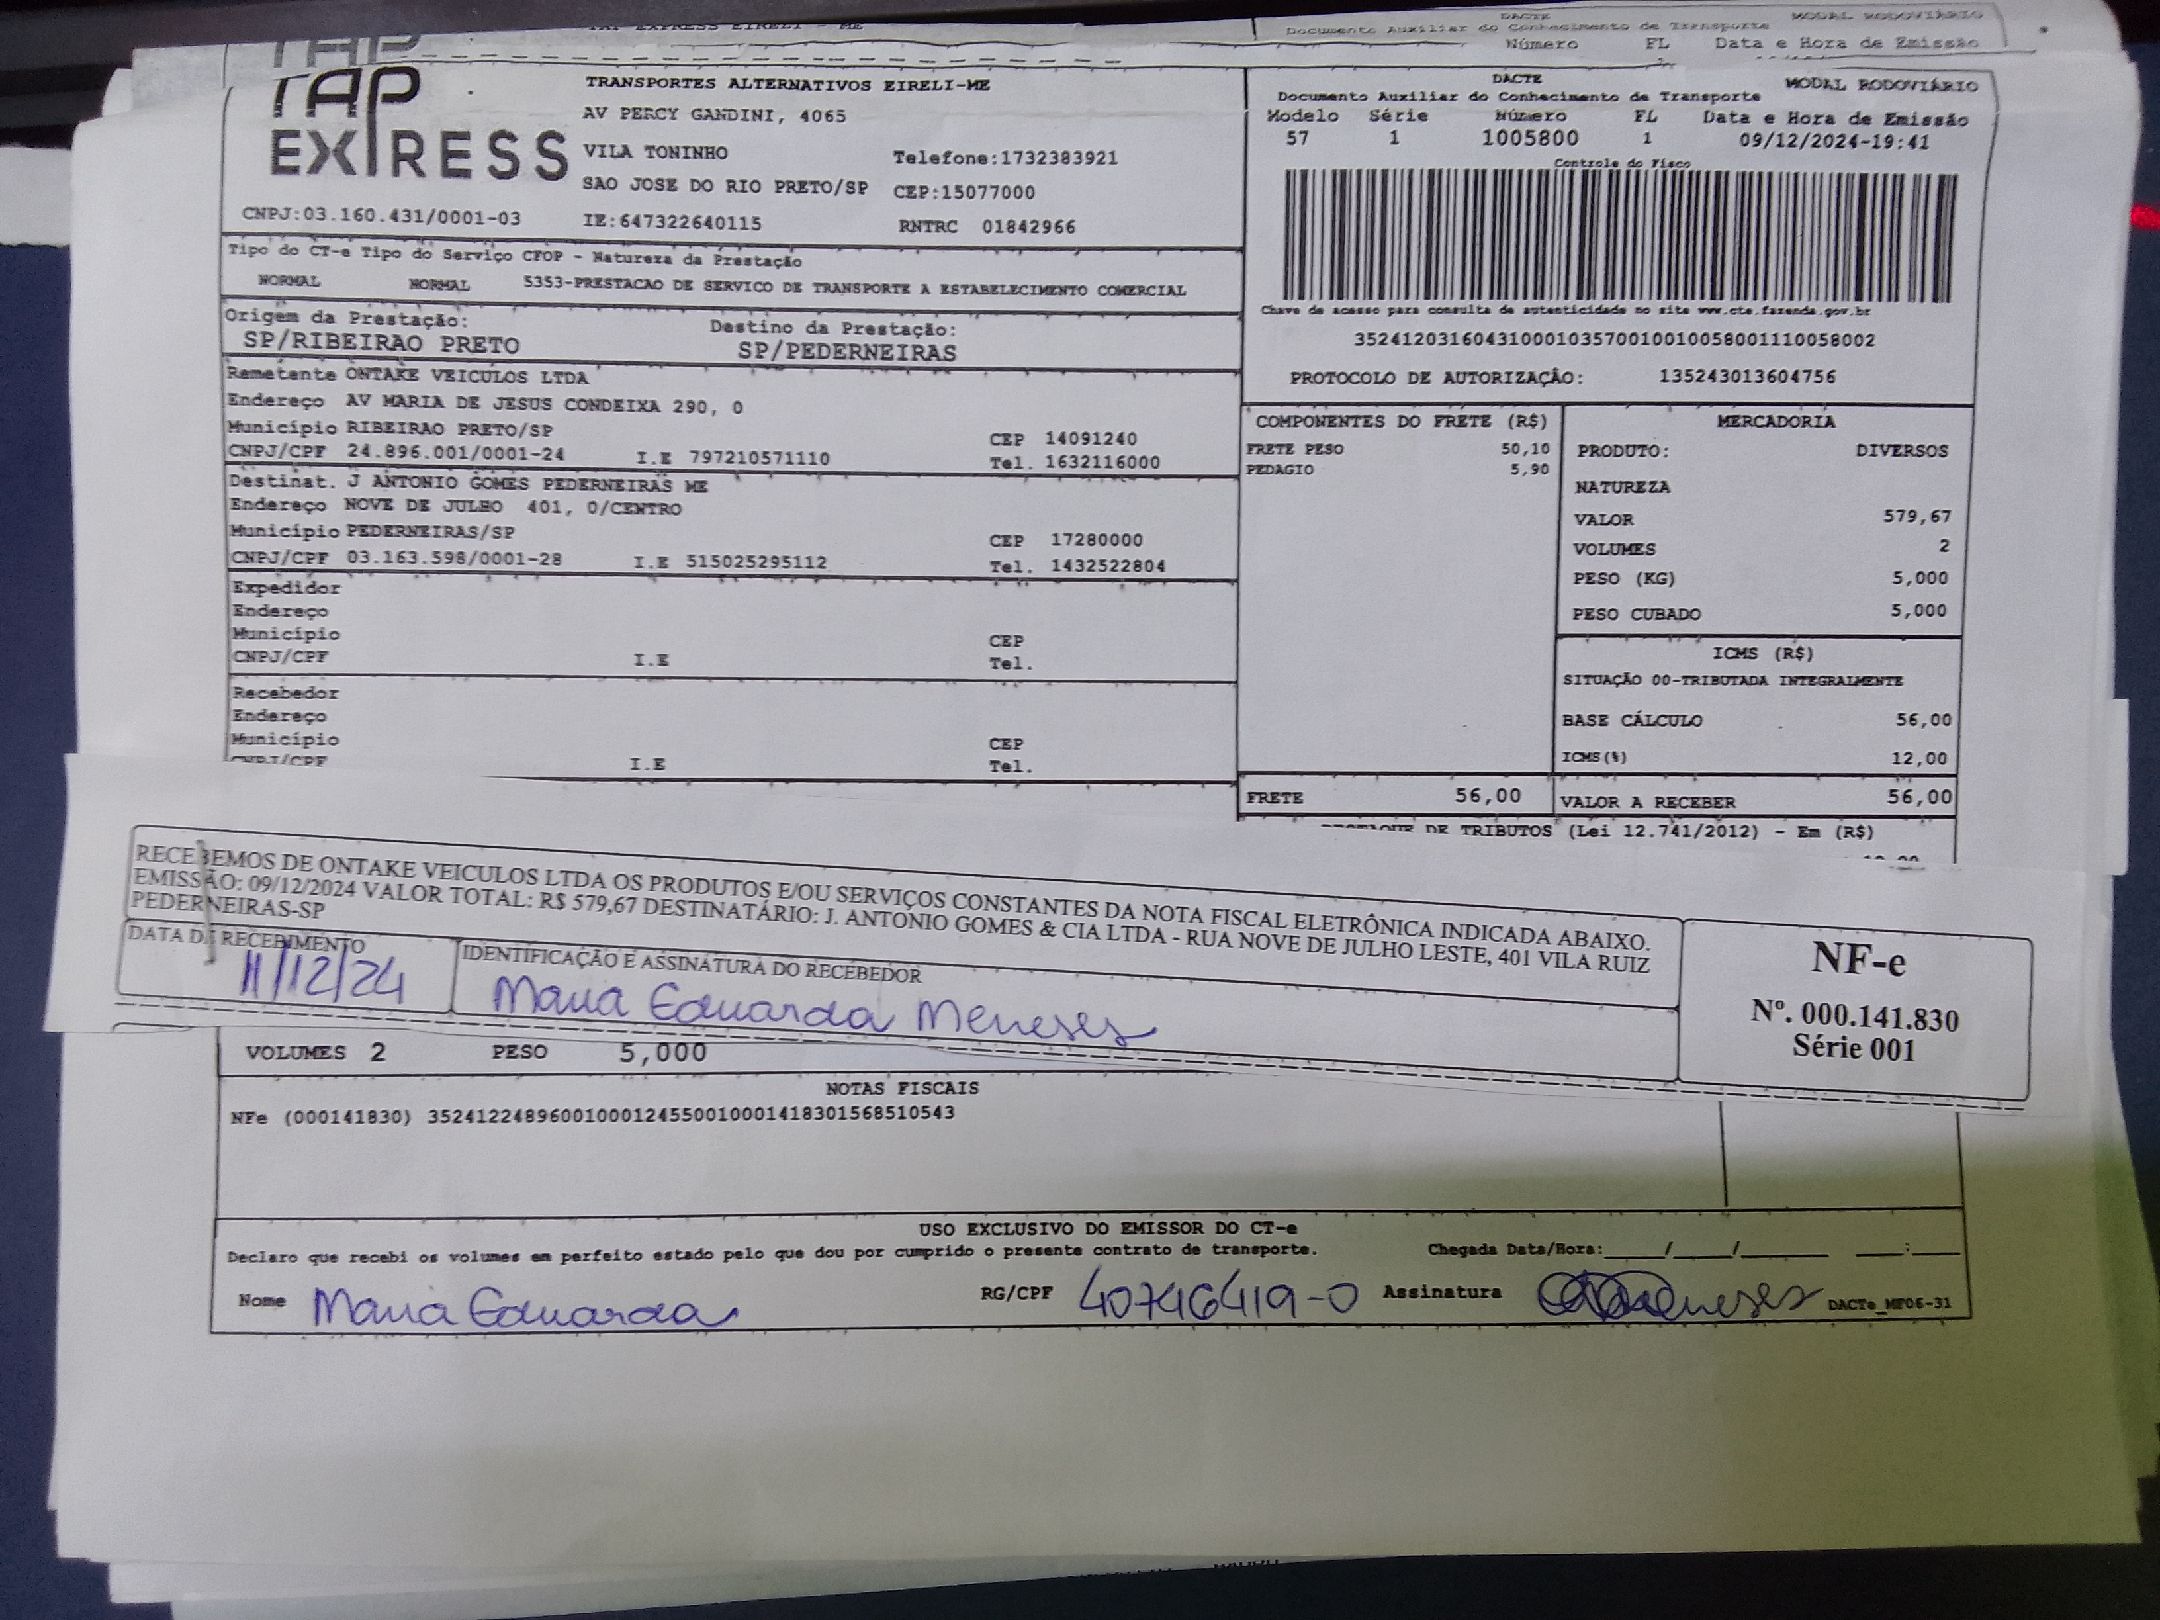 DACTE
MODAL RODOVIÁRIO
Documento Auxiliar do Conhecimento de Transporte
Número FL Data e Hora de Emissão
TAP
EXPRESS
TRANSPORTES ALTERNATIVOS EIRELI-ME
AV PERCY GANDINI, 4065
VILA TONINHO Telefone:1732383921
SAO JOSE DO RIO PRETO/SP CEP:15077000
CNPJ:03.160.431/0001-03 IE:647322640115 RNTRC 01842966
DACTE MODAL RODOVIÁRIO
Documento Auxiliar do Conhecimento de Transporte
Modelo Série Número FL Data e Hora de Emissão
57 1 1005800 1 09/12/2024-19:41
Controle do Fisco
Chave de acesso para consulta de autenticidade no site www.cte.fazenda.gov.br
35241203160431000103570010010058001110058002
PROTOCOLO DE AUTORIZAÇÃO: 135243013604756
Tipo do CT-e Tipo do Serviço CFOP - Natureza da Prestação
NORMAL NORMAL 5353-PRESTACAO DE SERVICO DE TRANSPORTE A ESTABELECIMENTO COMERCIAL
Origem da Prestação: Destino da Prestação:
SP/RIBEIRAO PRETO SP/PEDERNEIRAS
Remetente ONTAKE VEICULOS LTDA
Endereço AV MARIA DE JESUS CONDEIXA 290, 0
Município RIBEIRAO PRETO/SP CEP 14091240
CNPJ/CPF 24.896.001/0001-24 I.E 797210571110 Tel. 1632116000
Destinat. J ANTONIO GOMES PEDERNEIRAS ME
Endereço NOVE DE JULHO 401, 0/CENTRO
Município PEDERNEIRAS/SP CEP 17280000
CNPJ/CPF 03.163.598/0001-28 I.E 515025295112 Tel. 1432522804
Expedidor
Endereço
Município CEP
CNPJ/CPF I.E Tel.
Recebedor
Endereço
Município CEP
CNPJ/CPF I.E Tel.
COMPONENTES DO FRETE (R$)
FRETE PESO 50,10
PEDAGIO 5,90
FRETE 56,00
MERCADORIA
PRODUTO: DIVERSOS
NATUREZA
VALOR 579,67
VOLUMES 2
PESO (KG) 5,000
PESO CUBADO 5,000
ICMS (R$)
SITUAÇÃO 00-TRIBUTADA INTEGRALMENTE
BASE CÁLCULO 56,00
ICMS(%) 12,00
VALOR A RECEBER 56,00
DE TRIBUTOS (Lei 12.741/2012) - Em (R$)
RECEBEMOS DE ONTAKE VEICULOS LTDA OS PRODUTOS E/OU SERVIÇOS CONSTANTES DA NOTA FISCAL ELETRÔNICA INDICADA ABAIXO.
EMISSÃO: 09/12/2024 VALOR TOTAL: R$ 579,67 DESTINATÁRIO: J. ANTONIO GOMES & CIA LTDA - RUA NOVE DE JULHO LESTE, 401 VILA RUIZ
PEDERNEIRAS-SP
DATA DE RECEBIMENTO IDENTIFICAÇÃO E ASSINATURA DO RECEBEDOR
11/12/24 Maria Eduarda Meneses
NF-e
Nº. 000.141.830
Série 001
VOLUMES 2 PESO 5,000
NOTAS FISCAIS
NFe (000141830) 35241224896001000124550010001418301568510543
USO EXCLUSIVO DO EMISSOR DO CT-e
Declaro que recebi os volumes em perfeito estado pelo que dou por cumprido o presente contrato de transporte. Chegada Data/Hora:____/____/______ ___:___
Nome Maria Eduarda RG/CPF 40746419-0 Assinatura Meneses DACTe_MF06-31